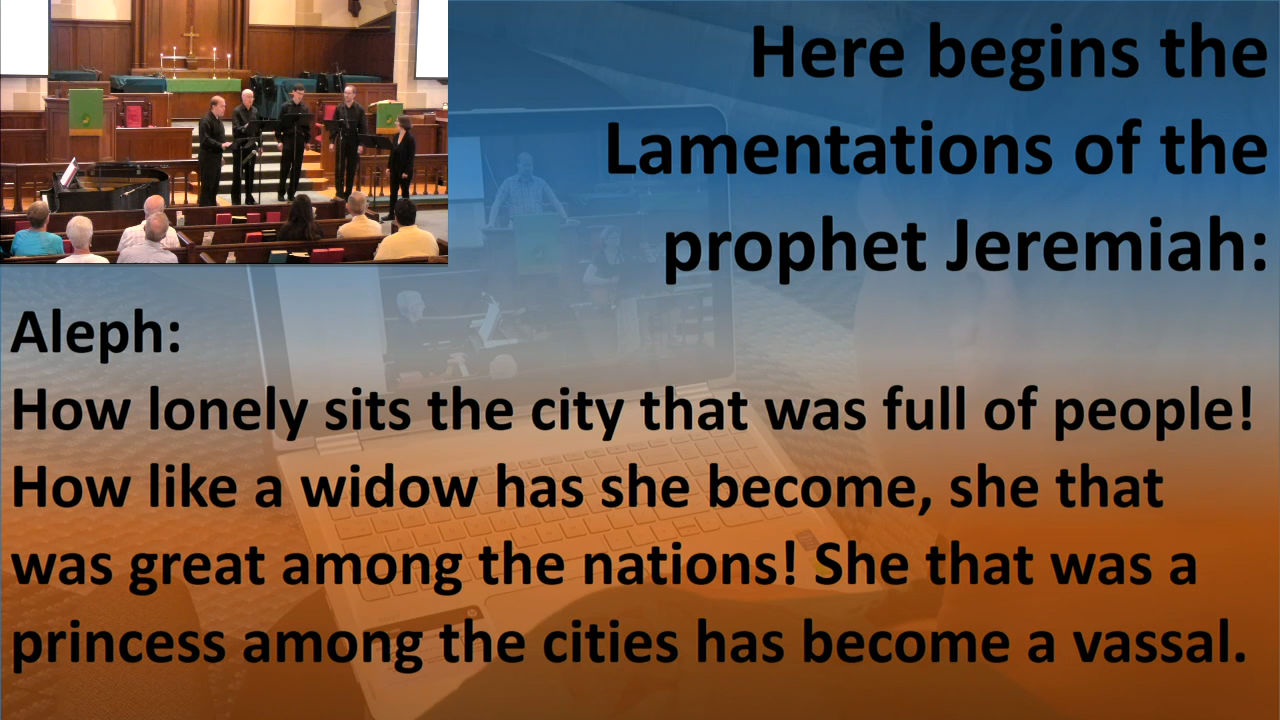 Here begins the
Lamentations of the
prophet Jeremiah:
Aleph:
How lonely sits the city that was full of people!
How like a widow has she become, she that
was great among the nations! She that was a
princess among the cities has become a vassal.